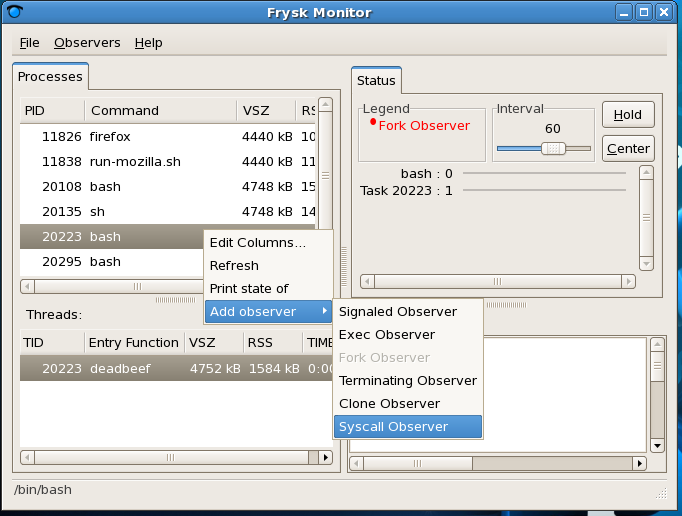 Frysk Monitor
File Observers Help
Processes
PID Command VSZ RS
11826 firefox 4440 kB 10
11838 run-mozilla.sh 4440 kB 11
20108 bash 4748 kB 15
20135 sh 4748 kB 14
20223 bash
20295 bash
Edit Columns...
Refresh
Print state of
Add observer
Signaled Observer
Exec Observer
Fork Observer
Terminating Observer
Clone Observer
Syscall Observer
Threads:
TID Entry Function VSZ RSS TIME
20223 deadbeef 4752 kB 1584 kB 0:00
Status
Legend
Fork Observer
Interval
60
Hold
Center
bash : 0
Task 20223 : 1
/bin/bash